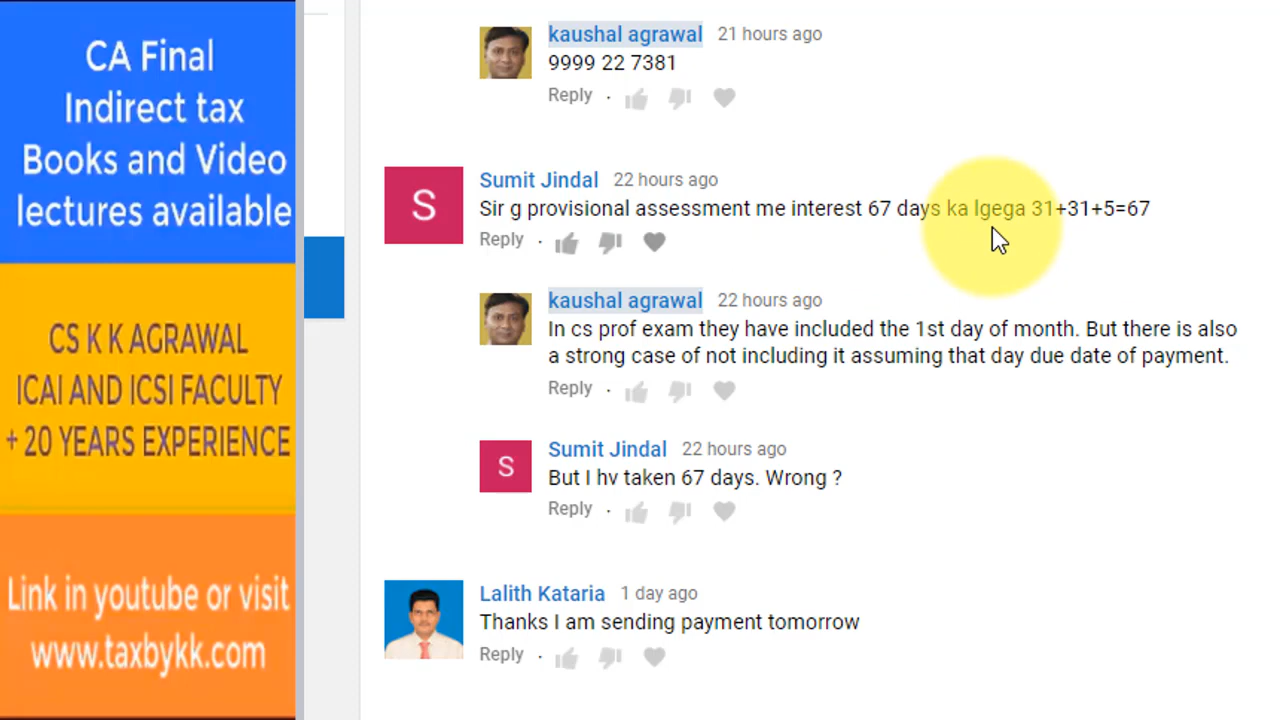 CA Final
Indirect tax
Books and Video
lectures available
CS K K AGRAWAL
ICAI AND ICSI FACULTY
+ 20 YEARS EXPERIENCE
Link in youtube or visit
www.taxbykk.com
kaushal agrawal 21 hours ago
9999 22 7381
Reply
S
Sumit Jindal 22 hours ago
Sir g provisional assessment me interest 67 days ka lgega 31+31+5=67
Reply
kaushal agrawal 22 hours ago
In cs prof exam they have included the 1st day of month. But there is also
a strong case of not including it assuming that day due date of payment.
Reply
S
Sumit Jindal 22 hours ago
But I hv taken 67 days. Wrong ?
Reply
Lalith Kataria 1 day ago
Thanks I am sending payment tomorrow
Reply